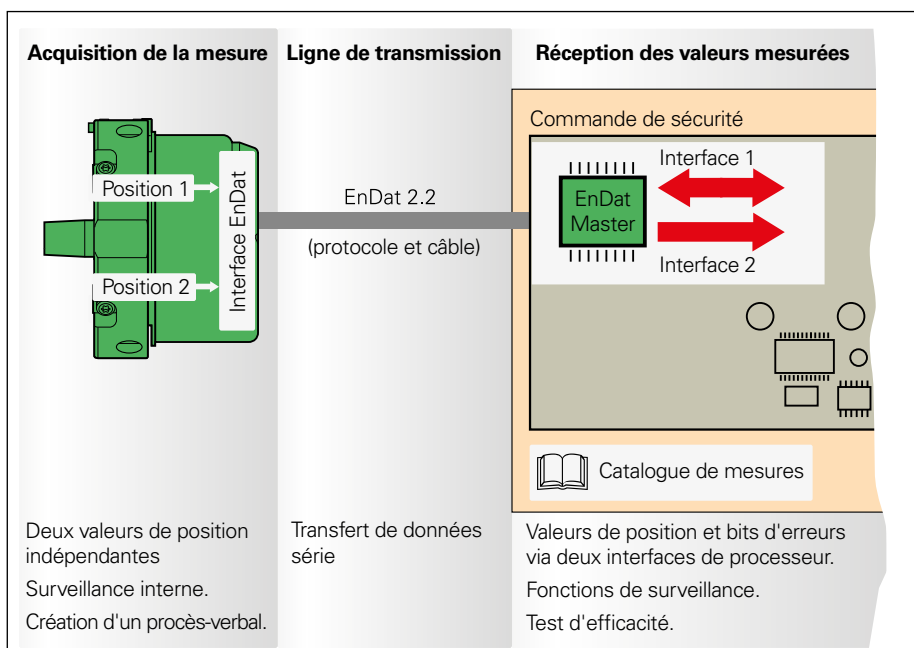 Acquisition de la mesure
Ligne de transmission
Réception des valeurs mesurées
Position 1
Position 2
Interface EnDat
EnDat 2.2
(protocole et câble)
Commande de sécurité
EnDat
Master
Interface 1
Interface 2
Catalogue de mesures
Deux valeurs de position
indépendantes
Surveillance interne.
Création d'un procès-verbal.
Transfert de données
série
Valeurs de position et bits d'erreurs
via deux interfaces de processeur.
Fonctions de surveillance.
Test d'efficacité.